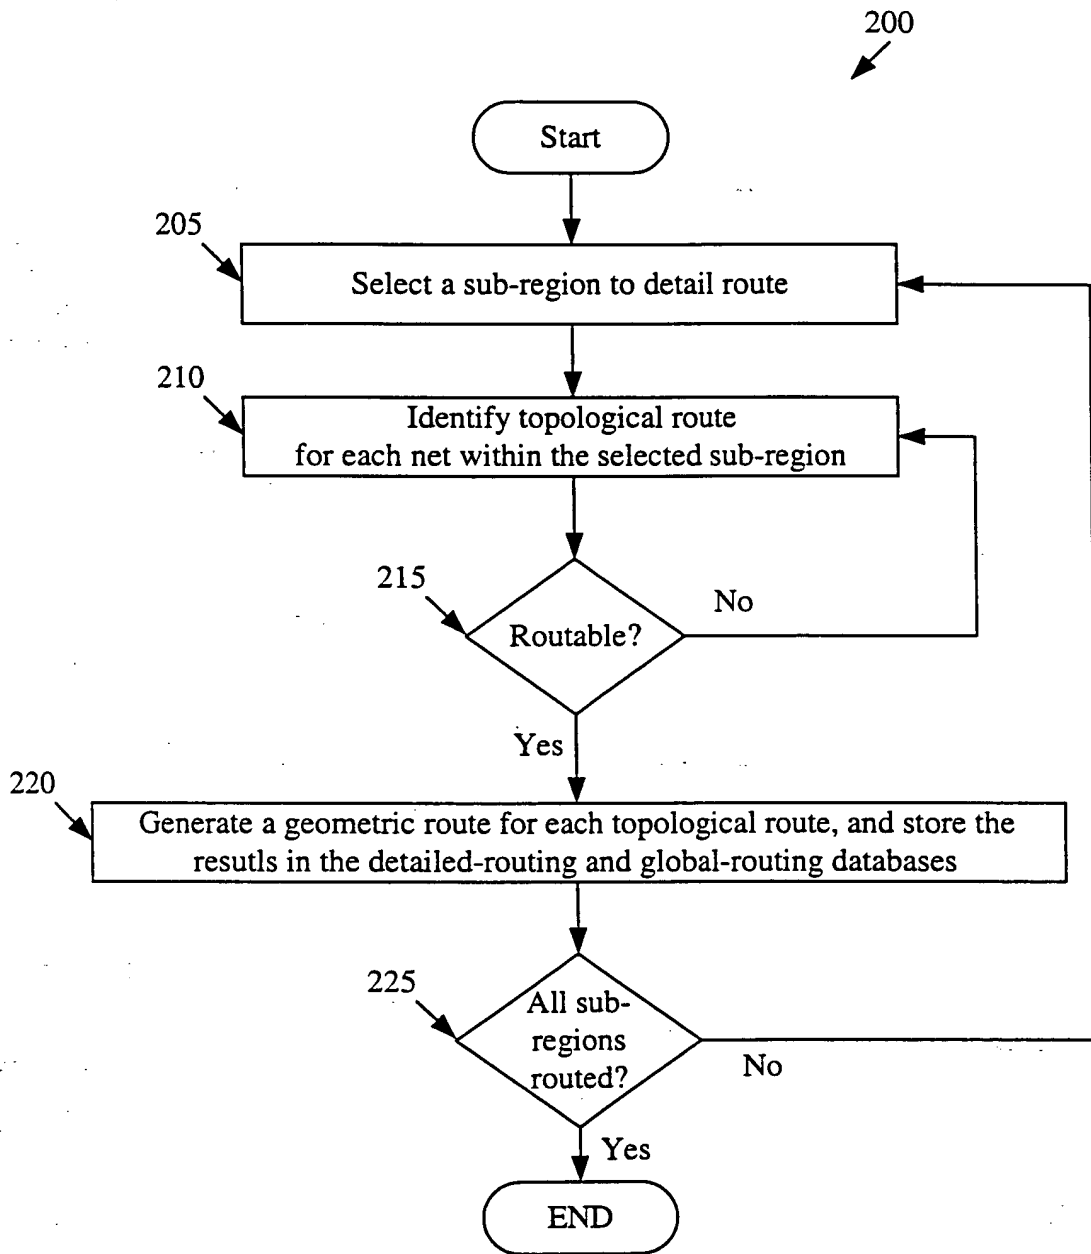 200
Start
205
Select a sub-region to detail route
210
Identify topological route
for each net within the selected sub-region
215
Routable?
No
Yes
220
Generate a geometric route for each topological route, and store the
resutls in the detailed-routing and global-routing databases
225
All sub-
regions
routed?
No
Yes
END